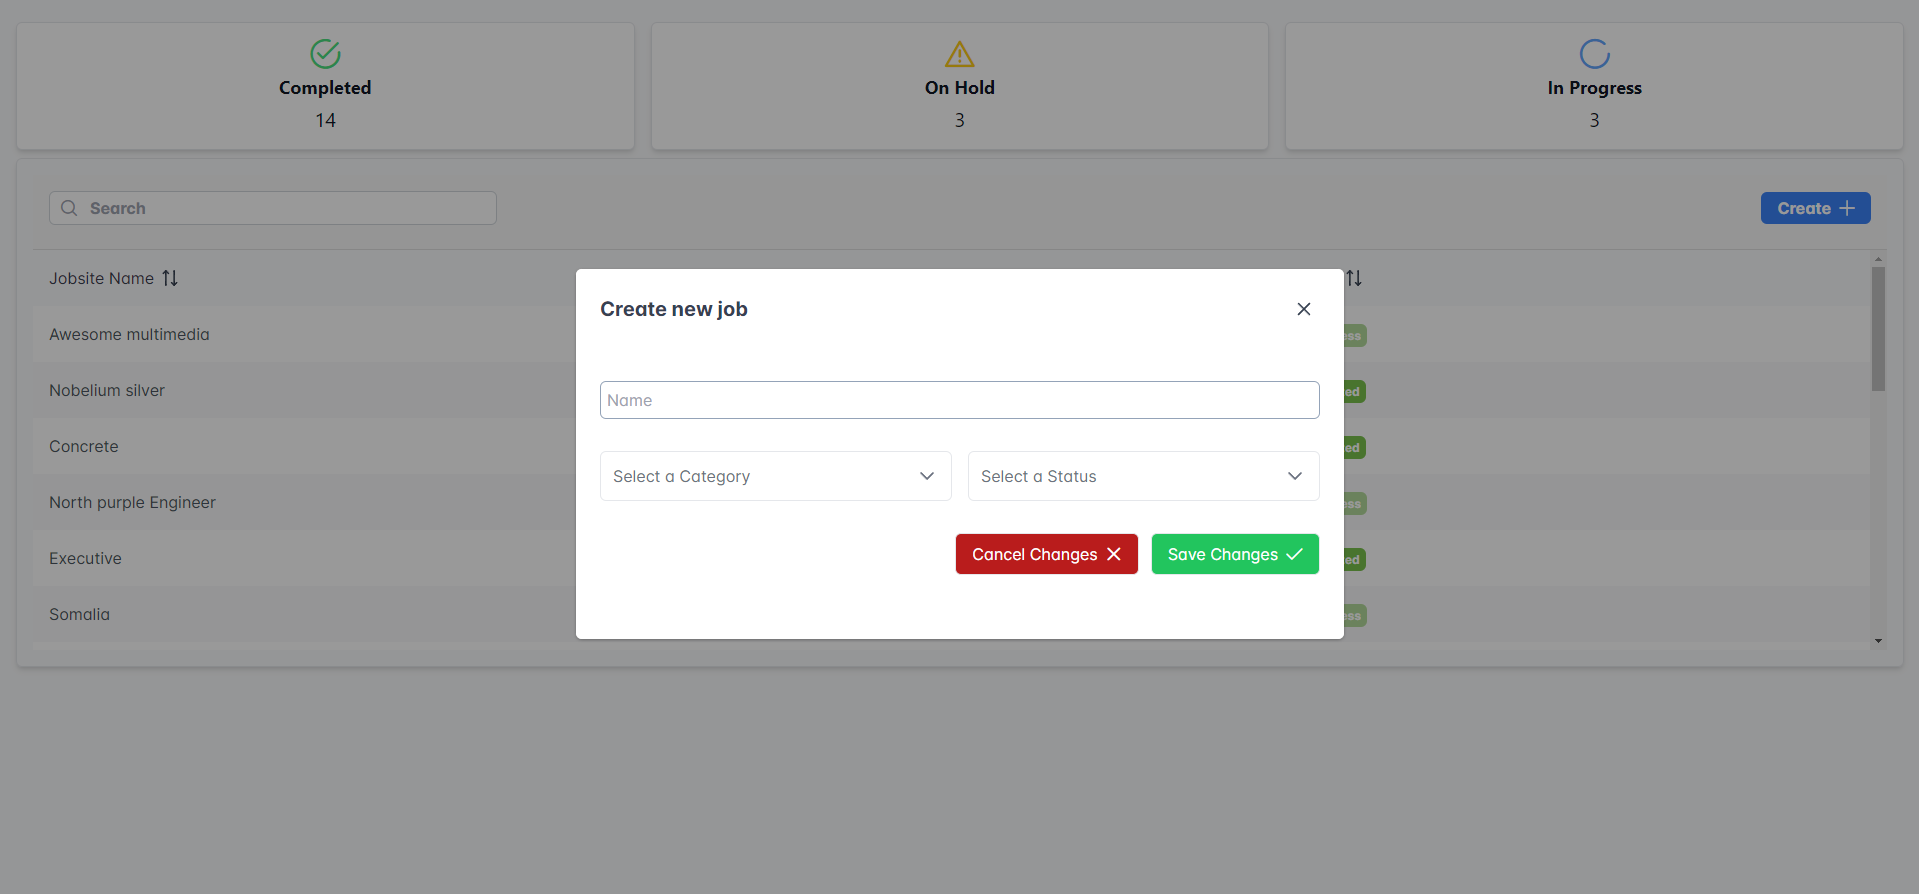 Completed
14
On Hold
3
In Progress
3
Search
Create
Jobsite Name
Awesome multimedia
Nobelium silver
Concrete
North purple Engineer
Executive
Somalia
Create new job
Name
Select a Category
Select a Status
Cancel Changes
Save Changes